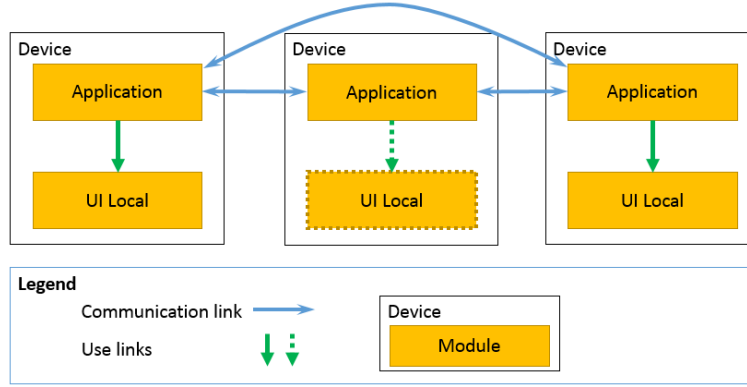 Device
Device
Device
Application
Application
Application
UI Local
UI Local
UI Local
Legend
Communication link
Device
Use links
Module